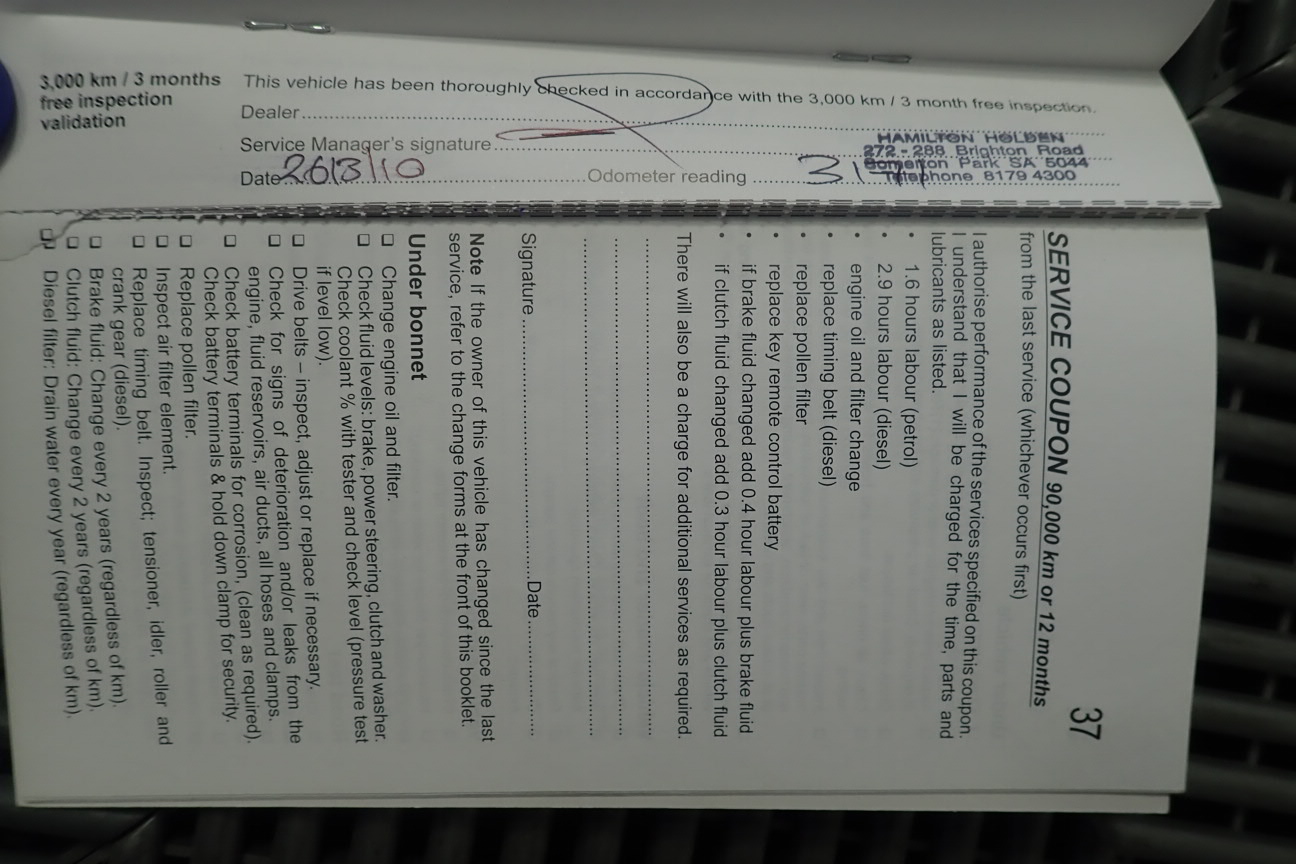 3,000 km / 3 months
free inspection
validation
This vehicle has been thoroughly checked in accordance with the 3,000 km / 3 month free inspection.
Dealer
Service Manager's signature
Date 26/3/10 Odometer reading
HAMILTON HOLDEN
272 - 288 Brighton Road
Somerton Park SA 5044
Telephone 8179 4300
37
SERVICE COUPON 90,000 km or 12 months
from the last service (whichever occurs first)
I authorise performance of the services specified on this coupon.
I understand that I will be charged for the time, parts and
lubricants as listed.
• 1.6 hours labour (petrol)
• 2.9 hours labour (diesel)
• engine oil and filter change
• replace timing belt (diesel)
• replace pollen filter
• replace key remote control battery
• if brake fluid changed add 0.4 hour labour plus brake fluid
• if clutch fluid changed add 0.3 hour labour plus clutch fluid
There will also be a charge for additional services as required.
Signature Date
Note If the owner of this vehicle has changed since the last
service, refer to the change forms at the front of this booklet.
Under bonnet
❑ Change engine oil and filter.
❑ Check fluid levels: brake, power steering, clutch and washer.
Check coolant % with tester and check level (pressure test
if level low).
❑ Drive belts – inspect, adjust or replace if necessary.
❑ Check for signs of deterioration and/or leaks from the
engine, fluid reservoirs, air ducts, all hoses and clamps.
❑ Check battery terminals for corrosion, (clean as required).
Check battery terminals & hold down clamp for security.
❑ Replace pollen filter.
❑ Inspect air filter element.
❑ Replace timing belt. Inspect; tensioner, idler, roller and
crank gear (diesel).
❑ Brake fluid: Change every 2 years (regardless of km).
❑ Clutch fluid: Change every 2 years (regardless of km).
❑ Diesel filter: Drain water every year (regardless of km).